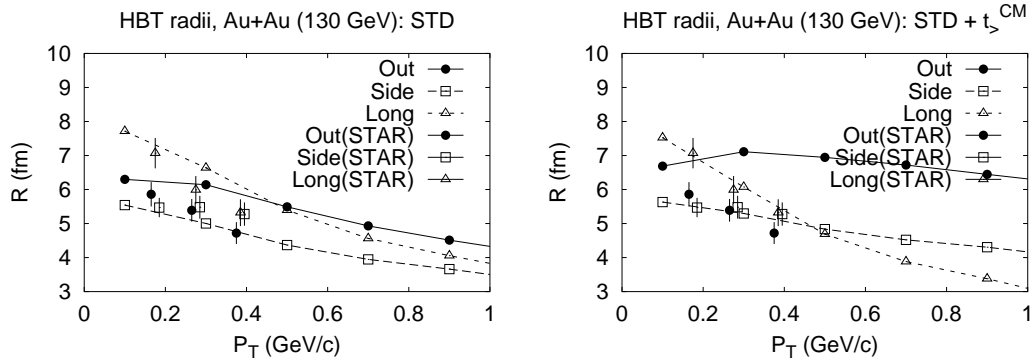 HBT radii, Au+Au (130 GeV): STD
10
9
8
7
6
5
4
3
R (fm)
Out
Side
Long
Out(STAR)
Side(STAR)
Long(STAR)
0 0.2 0.4 0.6 0.8 1
P_T (GeV/c)
HBT radii, Au+Au (130 GeV): STD + t_>^CM
10
9
8
7
6
5
4
3
R (fm)
Out
Side
Long
Out(STAR)
Side(STAR)
Long(STAR)
0 0.2 0.4 0.6 0.8 1
P_T (GeV/c)